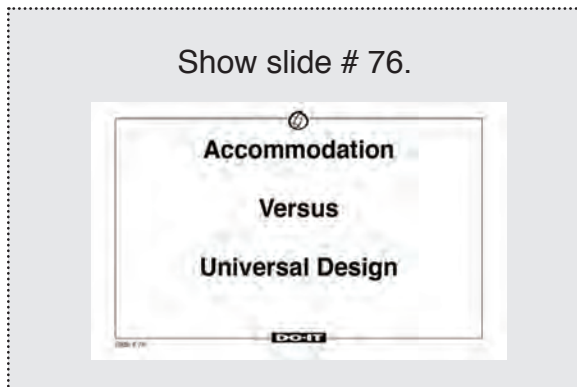 Show slide # 76.
Accommodation
Versus
Universal Design
DO-IT